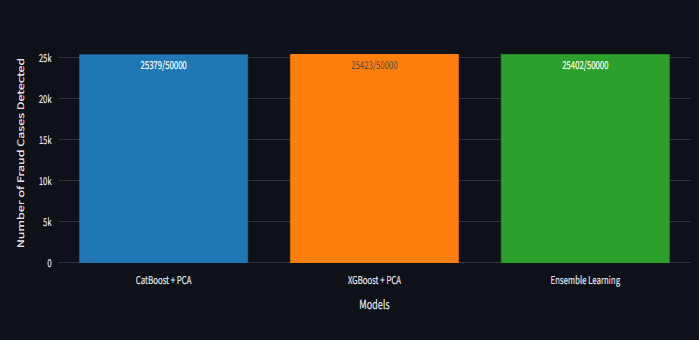 Number of Fraud Cases Detected
25k
20k
15k
10k
5k
0
25379/50000
25423/50000
25402/50000
CatBoost + PCA
XGBoost + PCA
Ensemble Learning
Models